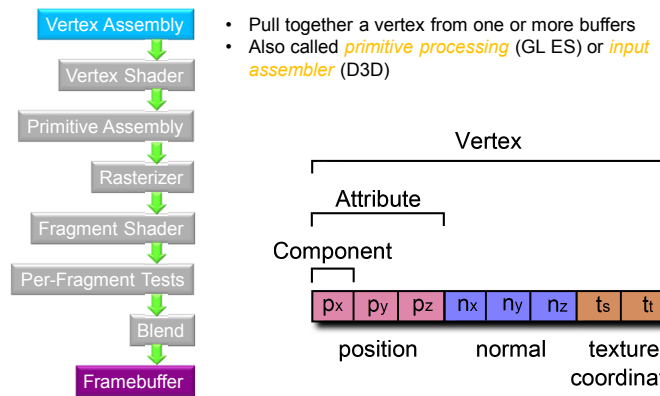 Vertex Assembly
Vertex Shader
Primitive Assembly
Rasterizer
Fragment Shader
Per-Fragment Tests
Blend
Framebuffer
• Pull together a vertex from one or more buffers
• Also called primitive processing (GL ES) or input
assembler (D3D)
Vertex
Attribute
Component
px py pz nx ny nz ts tt
position normal texture